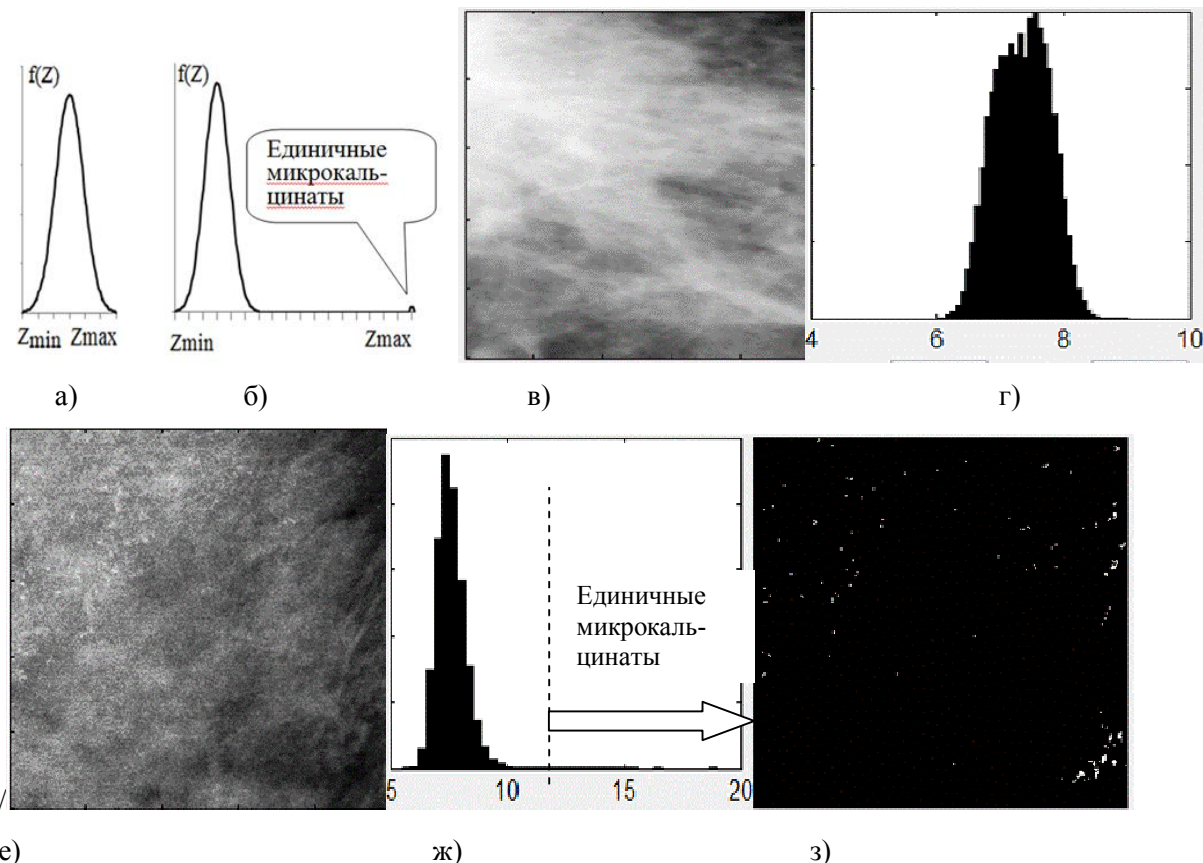 f(Z)
Zmin Zmax
f(Z)
Единичные
микрокаль-
цинаты
Zmin Zmax
4 6 8 10
а) б) в) г)
5 10 15 20
Единичные
микрокаль-
цинаты
/
е) ж) з)